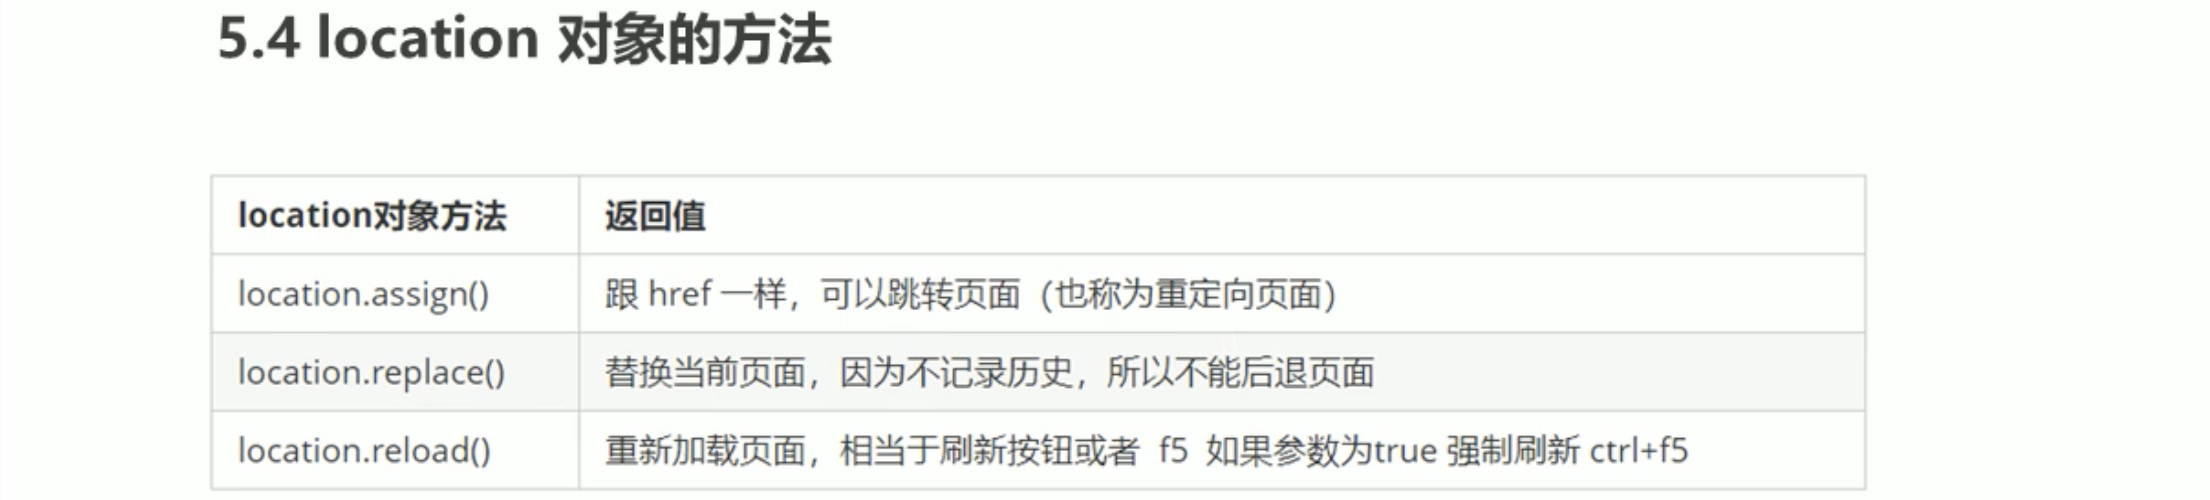 5.4 location 对象的方法
location对象方法 返回值
location.assign() 跟 href 一样，可以跳转页面（也称为重定向页面）
location.replace() 替换当前页面，因为不记录历史，所以不能后退页面
location.reload() 重新加载页面，相当于刷新按钮或者 f5 如果参数为true 强制刷新 ctrl+f5